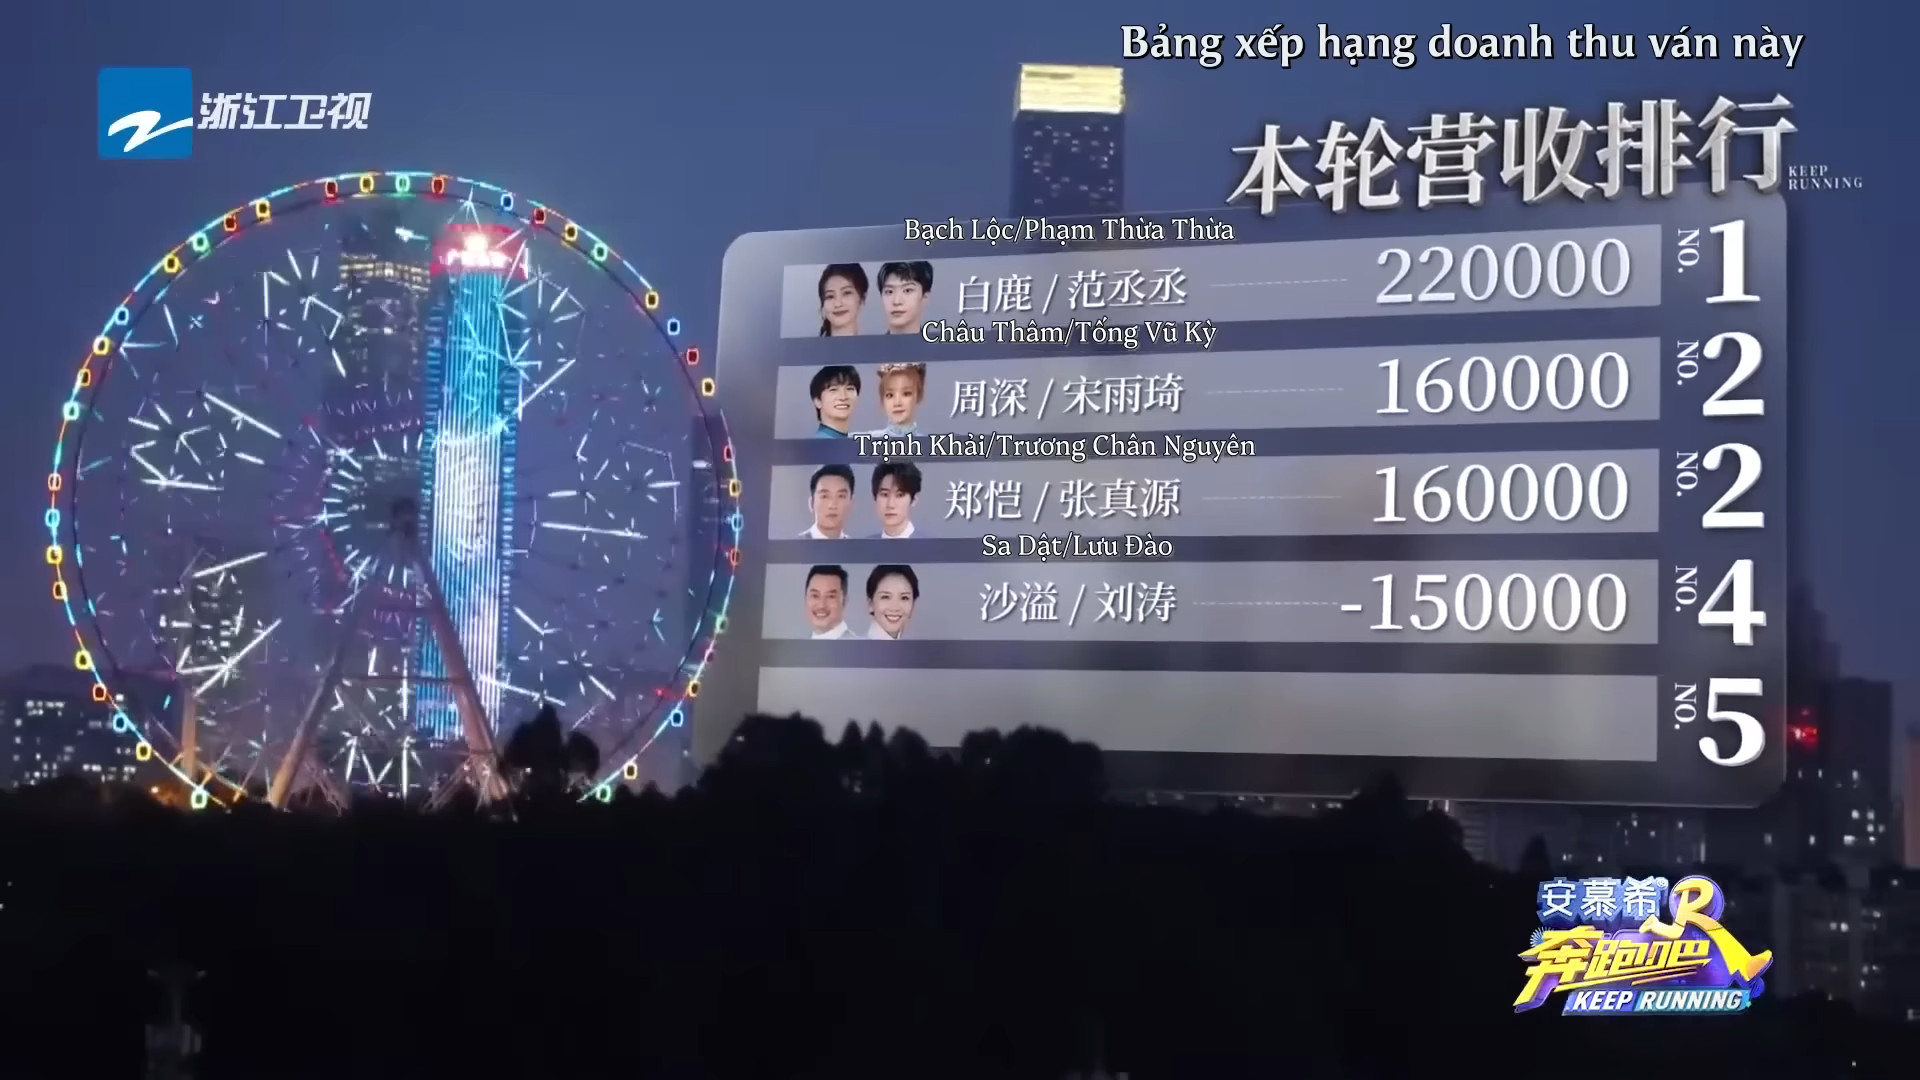 Bảng xếp hạng doanh thu ván này
浙江卫视
本轮营收排行
KEEP
RUNNING
Bạch Lộc/Phạm Thừa Thừa
白鹿 / 范丞丞 220000 NO. 1
Châu Thâm/Tống Vũ Kỳ
周深 / 宋雨琦 160000 NO. 2
Trịnh Khải/Trương Chân Nguyên
郑恺 / 张真源 160000 NO. 2
Sa Dật/Lưu Đào
沙溢 / 刘涛 -150000 NO. 4
NO. 5
安慕希
奔跑吧
KEEP RUNNING